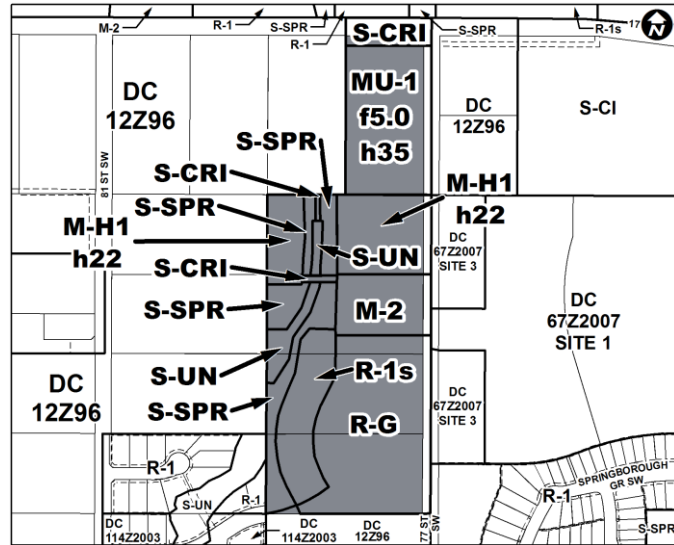 M-2
R-1
S-SPR
R-1
S-SPR
R-1s
17
N
S-CRI
DC
12Z96
MU-1
f5.0
h35
DC
12Z96
S-CI
S-SPR
81 ST SW
S-CRI
S-SPR
M-H1
h22
M-H1
h22
S-UN
DC
67Z2007
SITE 3
S-CRI
S-SPR
M-2
DC
67Z2007
SITE 1
S-UN
R-1s
DC
12Z96
S-SPR
R-G
DC
67Z2007
SITE 3
R-1
S-UN
R-1
SPRINGBOROUGH
GR SW
R-1
S-SPR
DC
114Z2003
DC
114Z2003
DC
12Z96
77 ST
SW